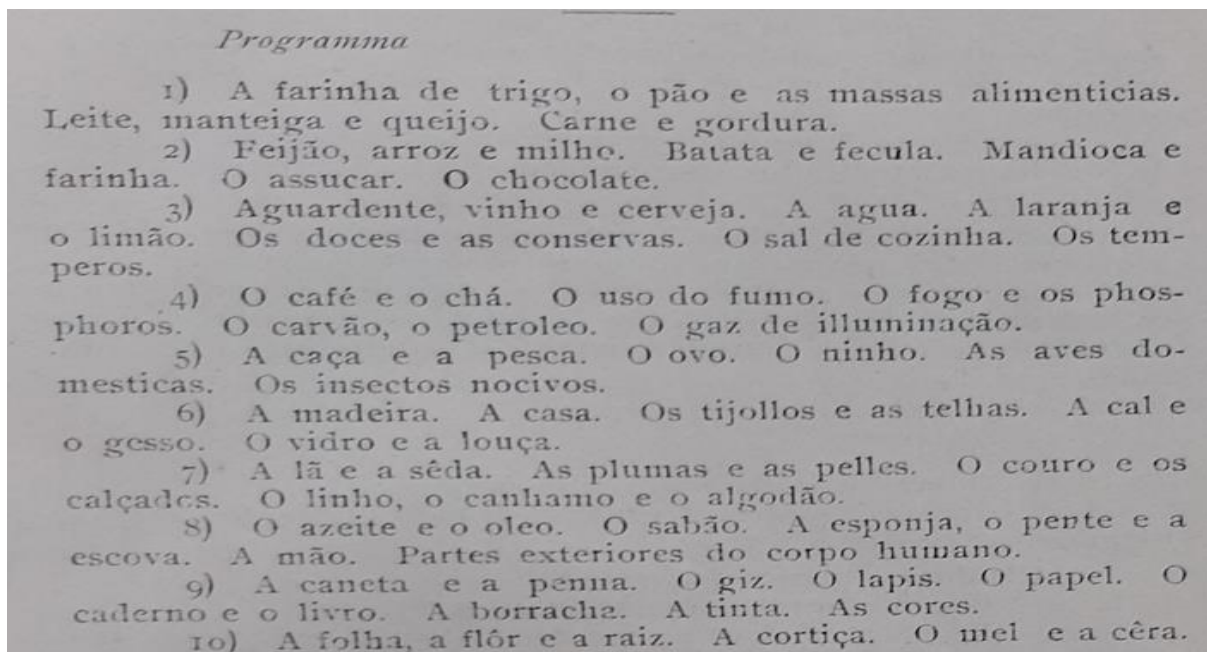 Programma
1) A farinha de trigo, o pão e as massas alimenticias.
Leite, manteiga e queijo. Carne e gordura.
2) Feijão, arroz e milho. Batata e fecula. Mandioca e
farinha. O assucar. O chocolate.
3) Aguardente, vinho e cerveja. A agua. A laranja e
o limão. Os doces e as conservas. O sal de cozinha. Os tem-
peros.
4) O café e o chá. O uso do fumo. O fogo e os phos-
phoros. O carvão, o petroleo. O gaz de illuminação.
5) A caça e a pesca. O ovo. O ninho. As aves do-
mesticas. Os insectos nocivos.
6) A madeira. A casa. Os tijollos e as telhas. A cal e
o gesso. O vidro e a louça.
7) A lã e a sêda. As plumas e as pelles. O couro e os
calçados. O linho, o canhamo e o algodão.
8) O azeite e o oleo. O sabão. A esponja, o pente e a
escova. A mão. Partes exteriores do corpo humano.
9) A caneta e a penna. O giz. O lapis. O papel. O
caderno e o livro. A borracha. A tinta. As cores.
10) A folha, a flôr e a raiz. A cortiça. O mel e a cêra.